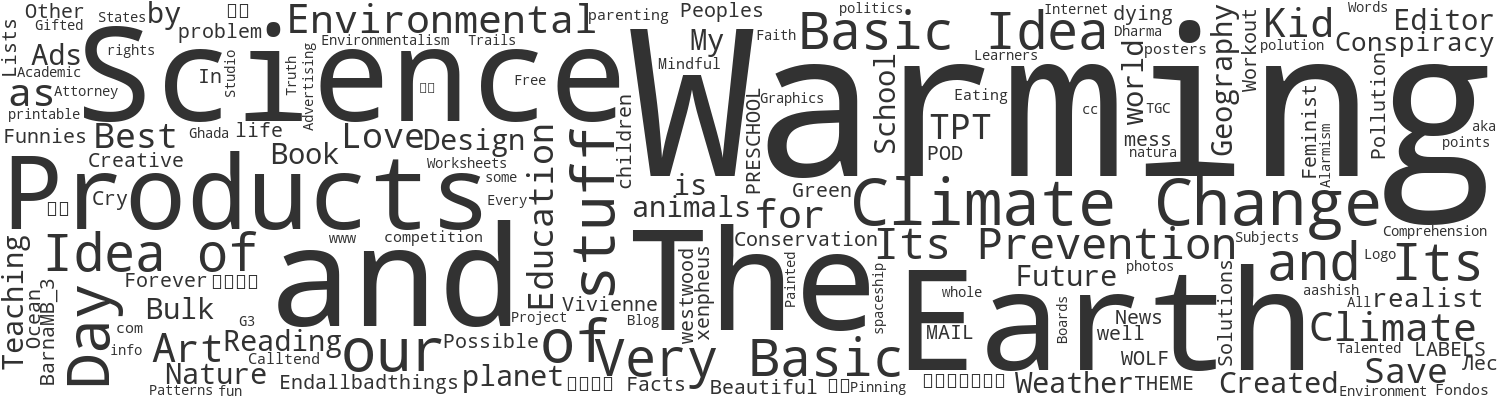 Other
Gifted
States
by
problem
Environmental
parenting
Peoples
politics
Basic Idea
Internet
dying
Dharma
Words
Kid
Editor
Lists
Ads
rights
Science
Environmentalism
Trails
Faith
My
Mindful
Warming
Learners
posters
world
Geography
Workout
polution
Conspiracy
Academic
as
Attorney
In
Studio
Truth
Advertising
Free
printable
Funnies
Best
Ghada
life
Love
Design
children
PRESCHOOL
Graphics
School
Eating
TPT
POD
cc
TGC
mess
natura
Feminist
Alarmism
Pollution
aka
points
Creative
Book
Worksheets
some
Every
Education
stuff
is
animals
for
Green
Climate Change
Products
Cry
www
competition
Conservation
Its Prevention
Subjects
Comprehension
Idea of
and
The
Forever
Teaching
Ocean
BarnaMB_3
Day
Bulk
com
info
G3
Vivienne
Project
Blog
westwood
xenpheus
Painted
spaceship
Earth
whole
Future
photos
Solutions
and Its
Logo
aashish
All
realist
Art
Reading
Calltend
our
Possible
of
Very Basic
MAIL
Boards
News
well
WOLF
Climate
Talented
LABELS
Nature
Patterns
fun
Endallbadthings
planet
Facts
Beautiful
Pinning
Weather
THEME
Created
Save
Environment
Fondos
Лес